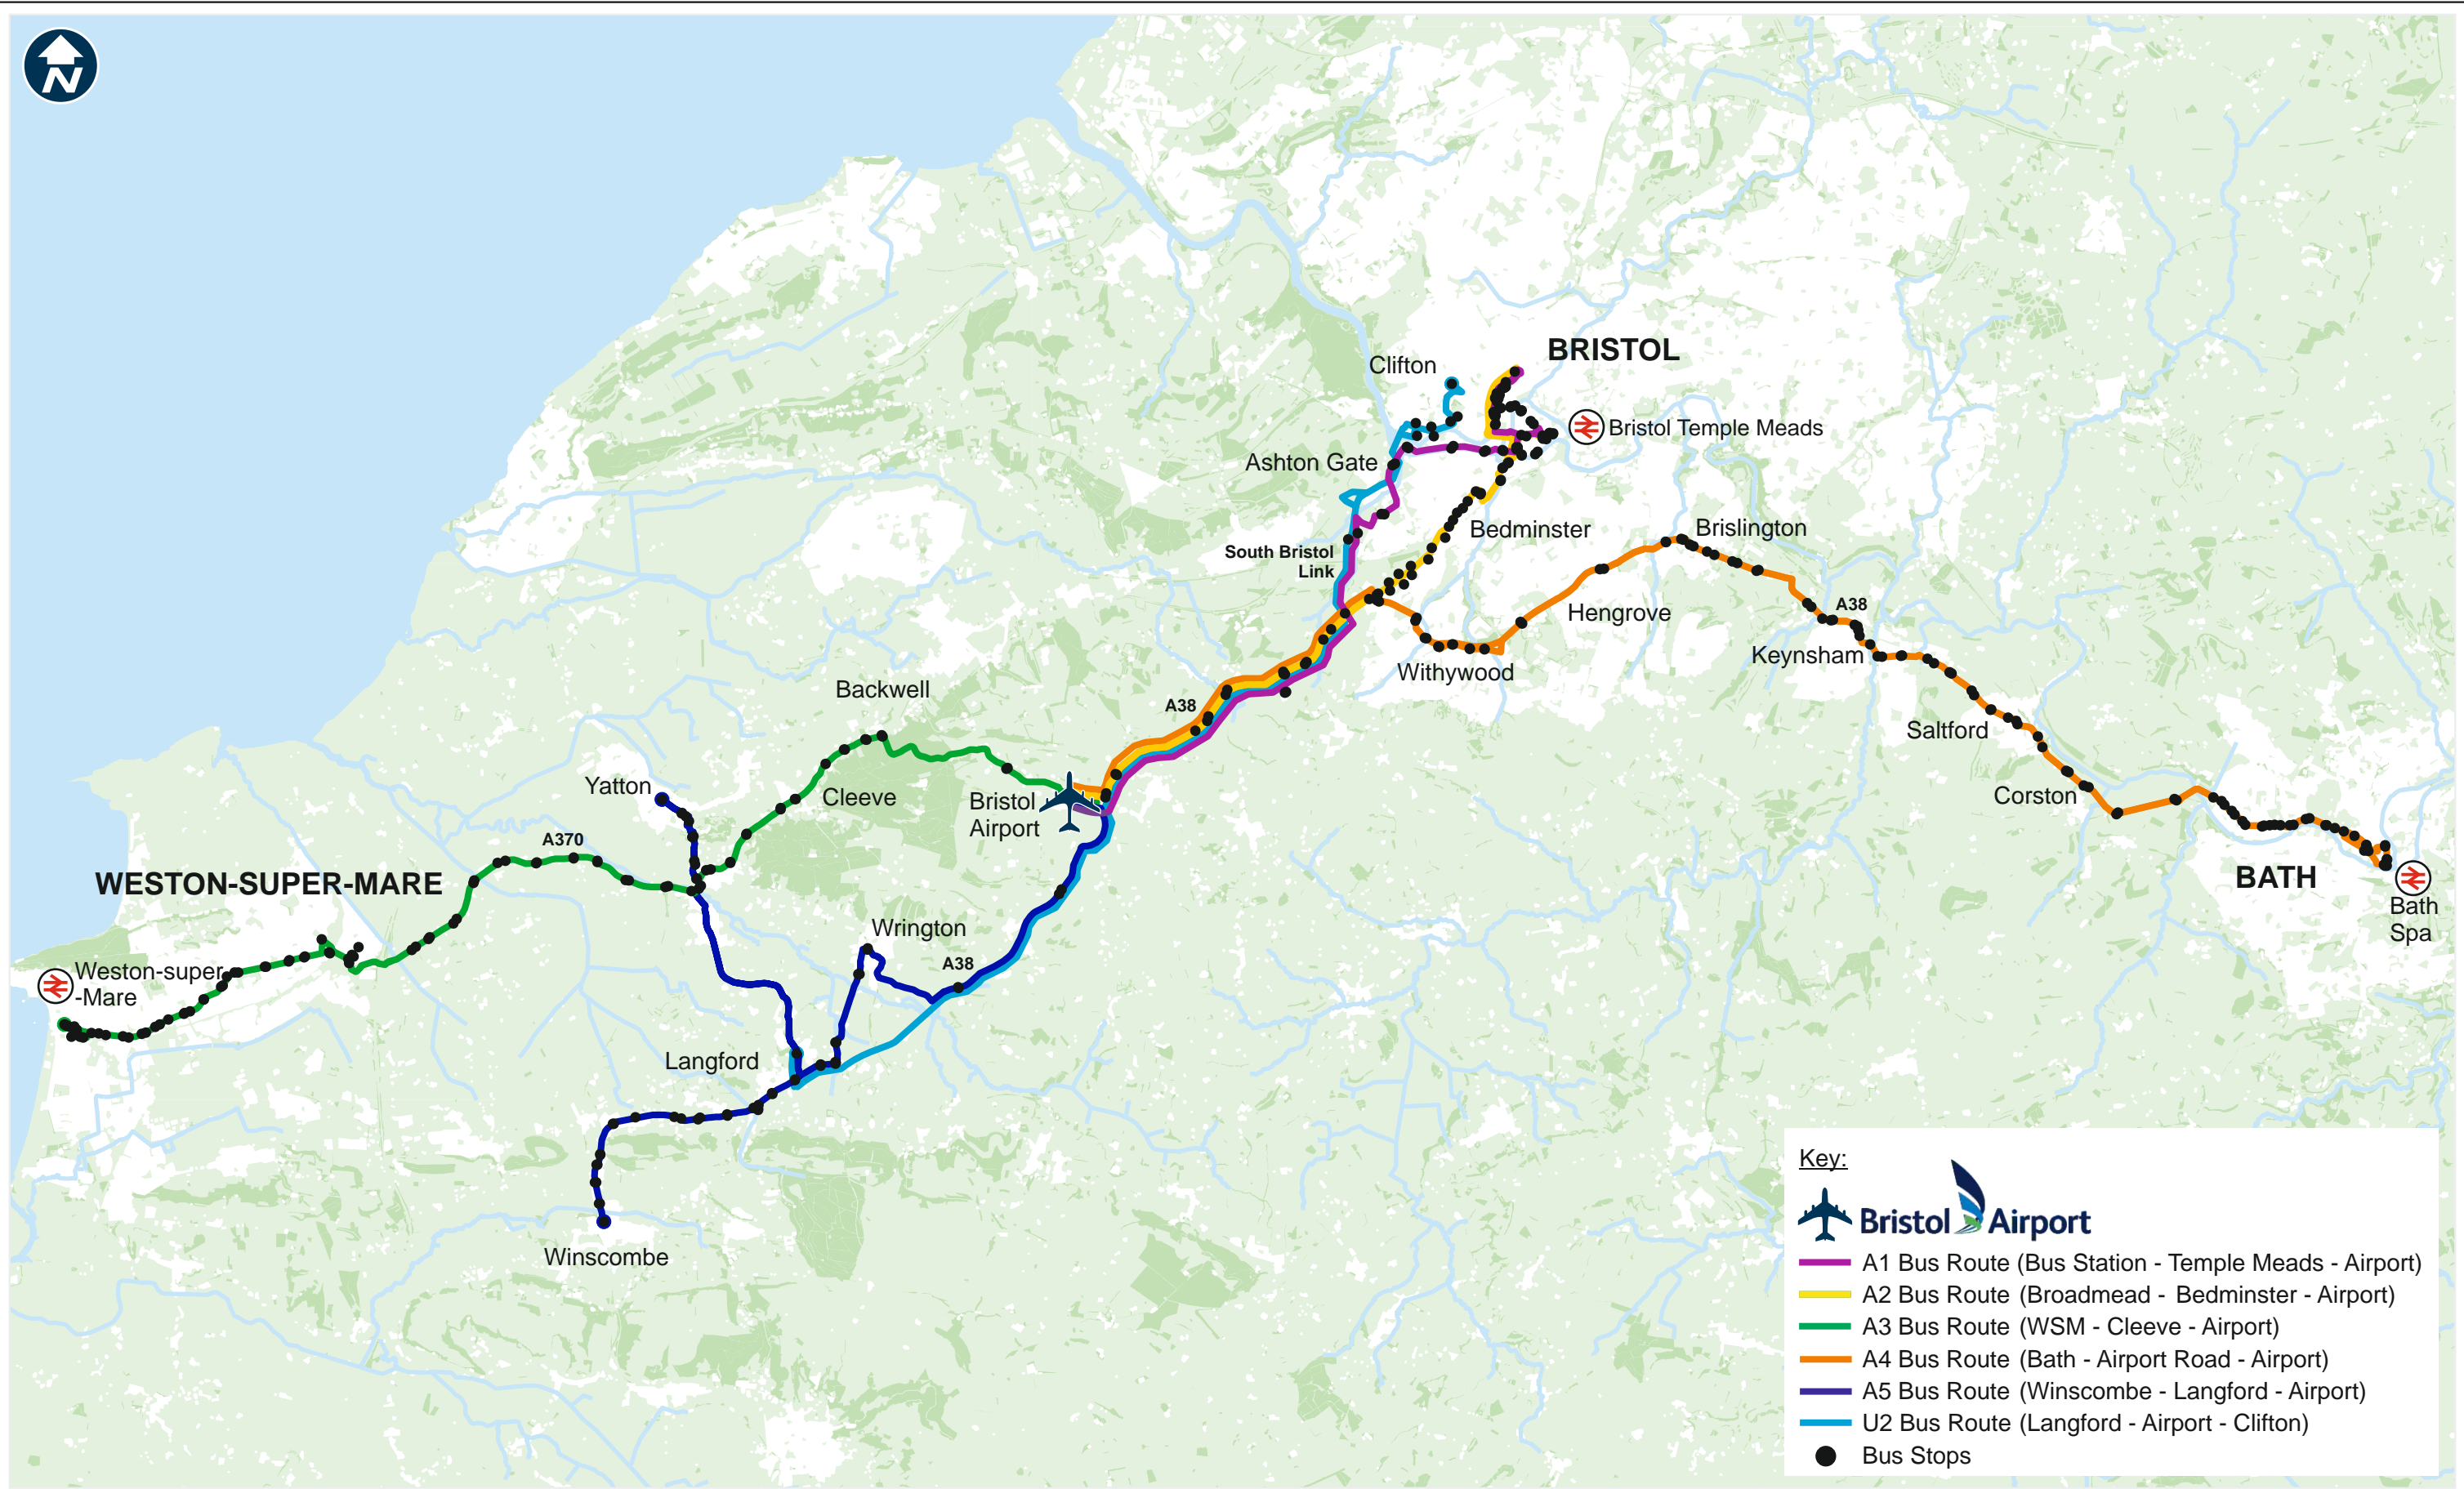 N
BRISTOL
Clifton
Bristol Temple Meads
Ashton Gate
Bedminster
Brislington
South Bristol
Link
A38
Hengrove
Keynsham
Withywood
Backwell
A38
Saltford
Yatton
Cleeve
Bristol
Airport
Corston
A370
WESTON-SUPER-MARE
BATH
Bath
Spa
Wrington
A38
Weston-super
-Mare
Langford
Winscombe
Key:
Bristol Airport
A1 Bus Route (Bus Station - Temple Meads - Airport)
A2 Bus Route (Broadmead - Bedminster - Airport)
A3 Bus Route (WSM - Cleeve - Airport)
A4 Bus Route (Bath - Airport Road - Airport)
A5 Bus Route (Winscombe - Langford - Airport)
U2 Bus Route (Langford - Airport - Clifton)
Bus Stops